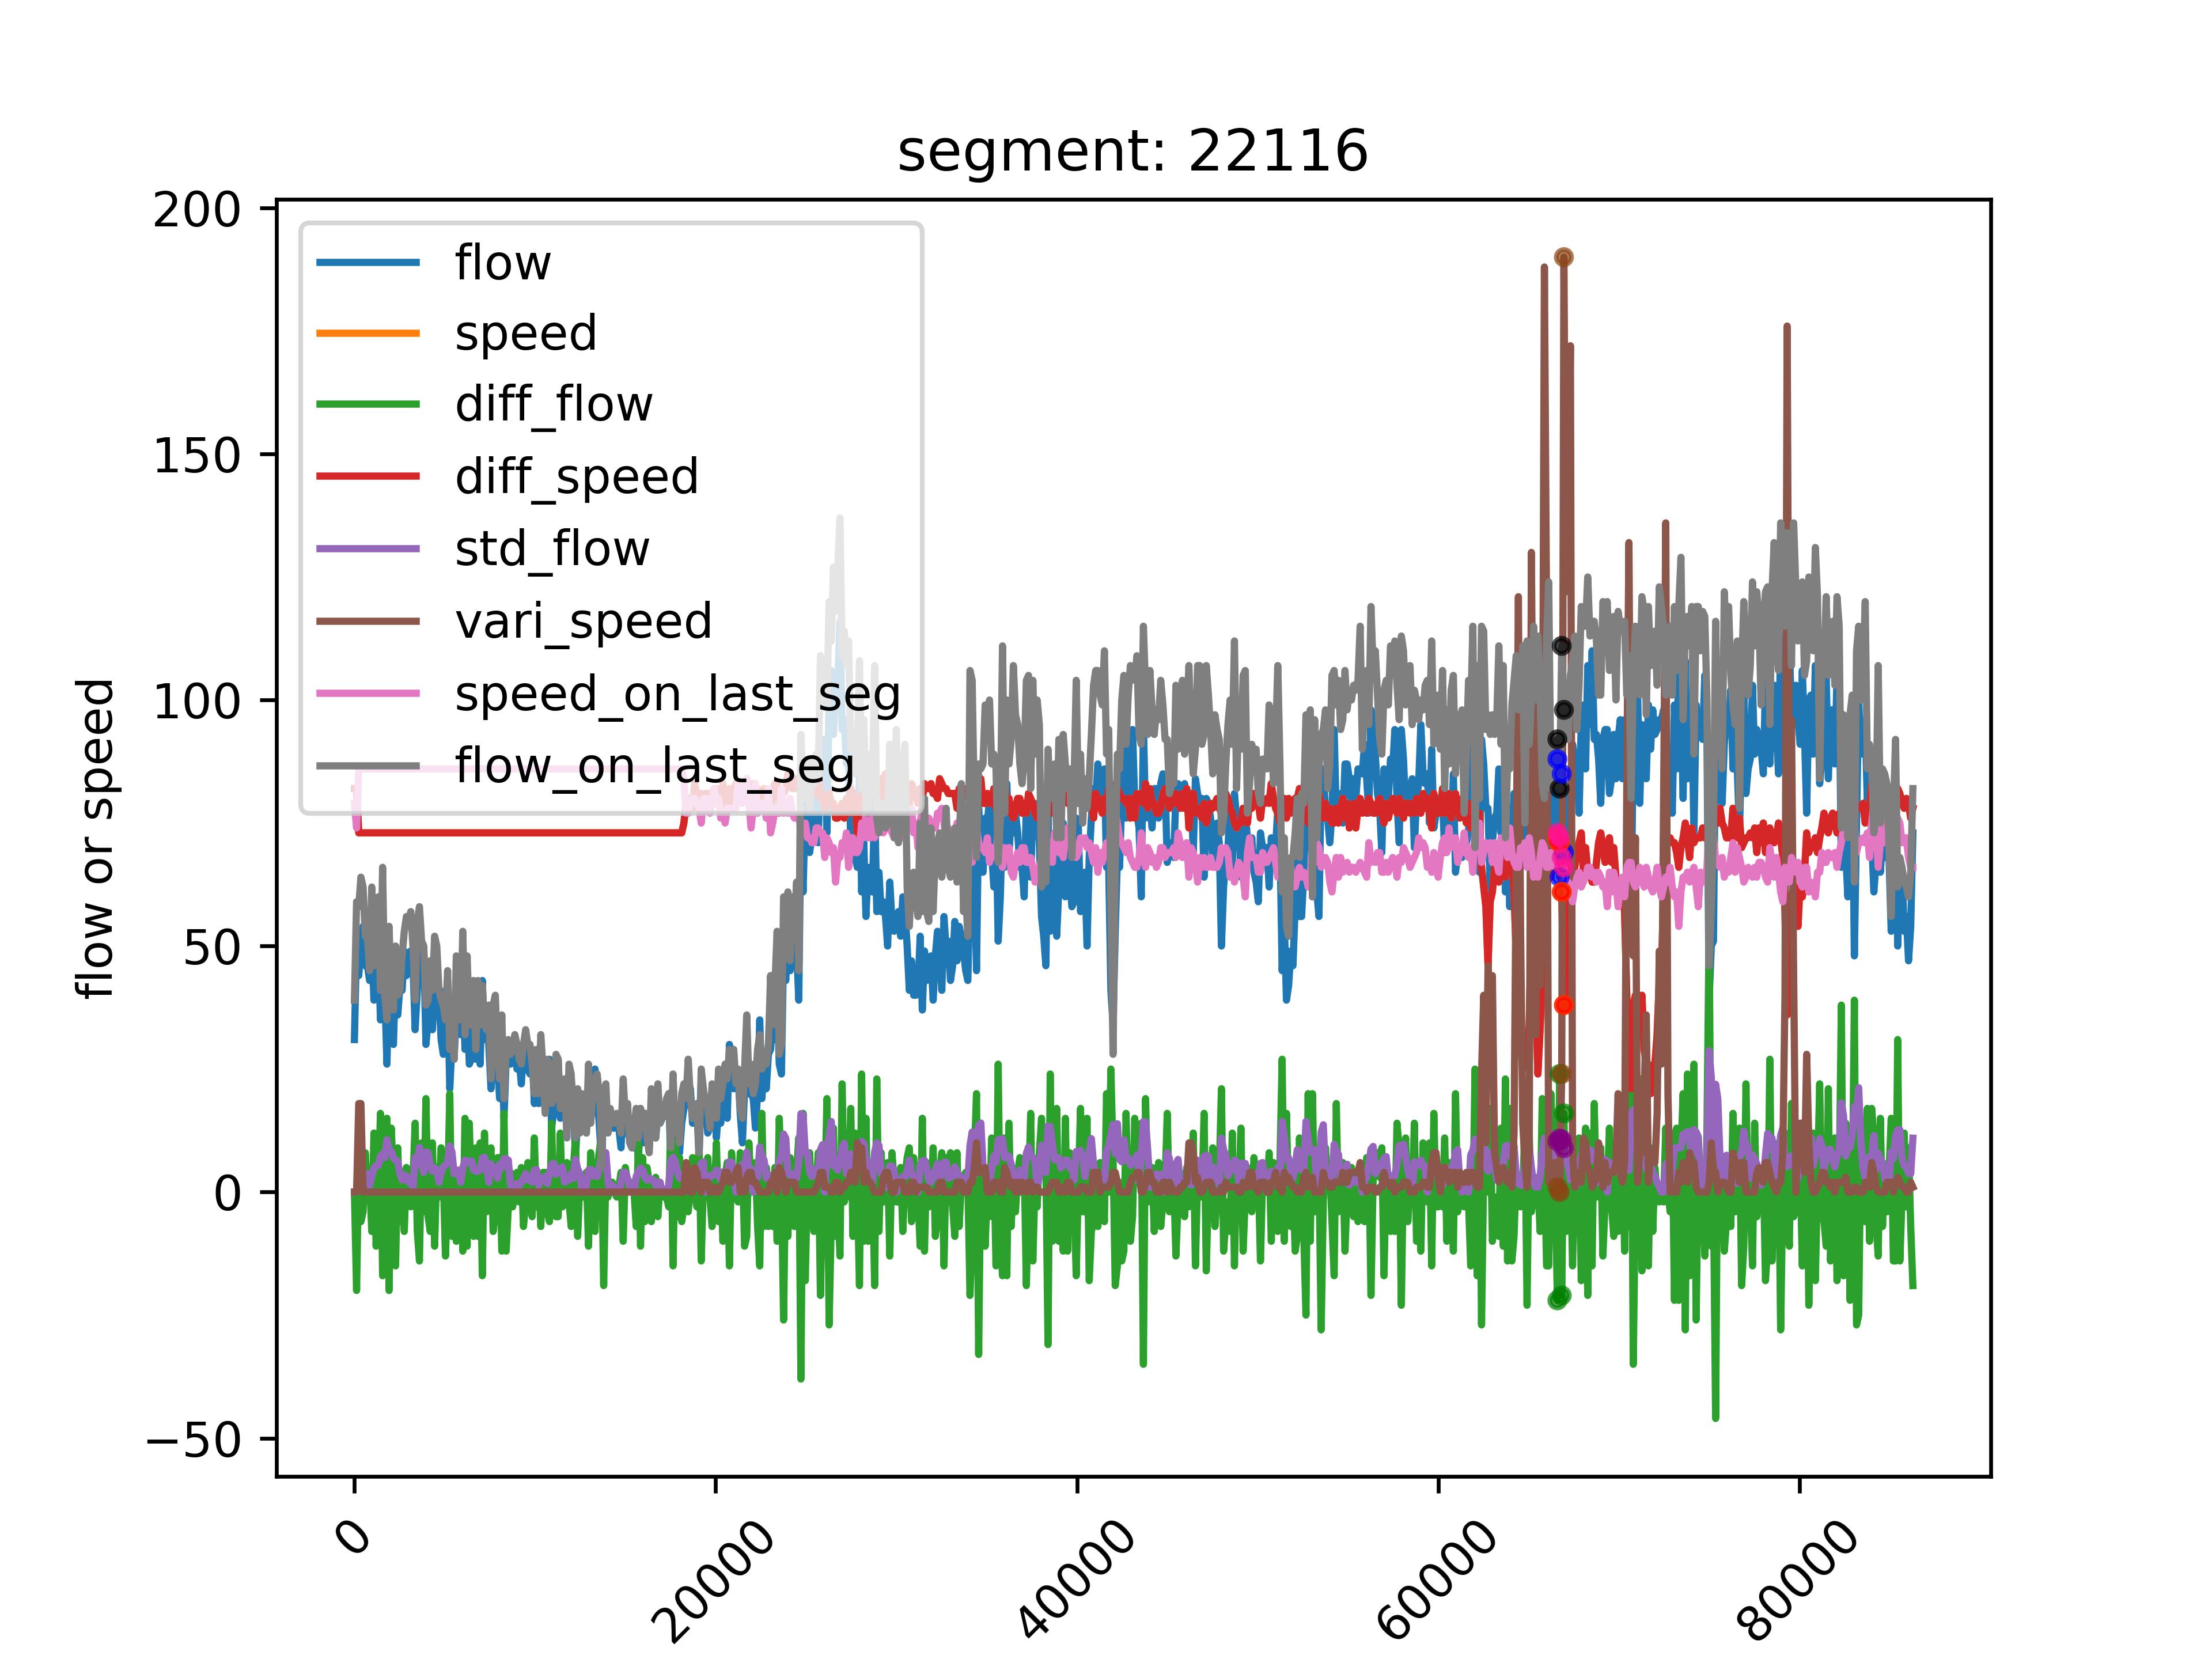 segment: 22116
200
150
100
50
0
−50
flow or speed
flow
speed
diff_flow
diff_speed
std_flow
vari_speed
speed_on_last_seg
flow_on_last_seg
0
20000
40000
60000
80000